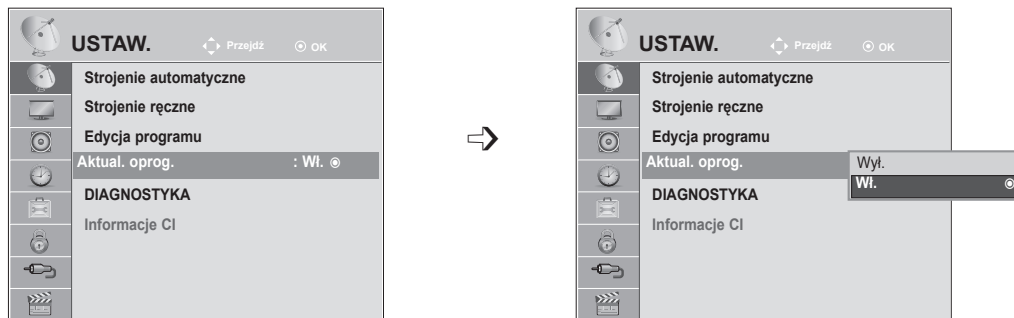 USTAW. Przejdź OK
Strojenie automatyczne
Strojenie ręczne
Edycja programu
Aktual. oprog. : Wł.
DIAGNOSTYKA
Informacje CI
USTAW. Przejdź OK
Strojenie automatyczne
Strojenie ręczne
Edycja programu
Aktual. oprog.
Wył.
Wł.
DIAGNOSTYKA
Informacje CI